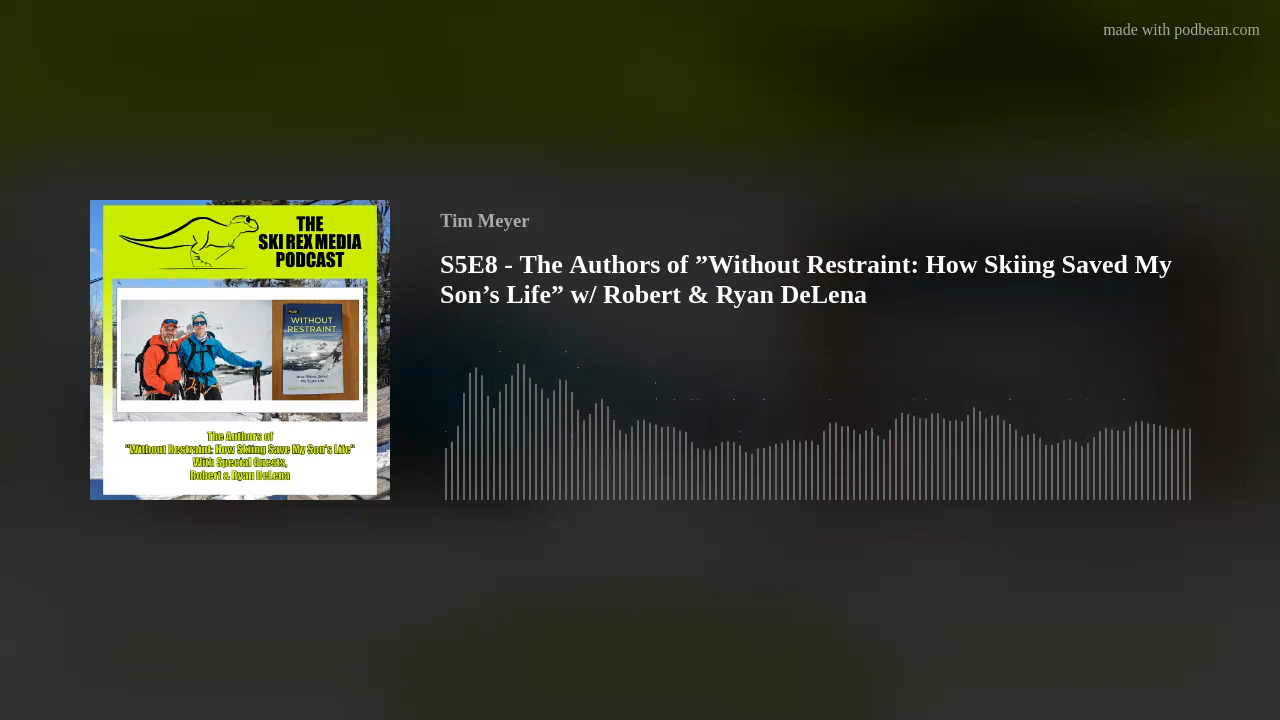 made with podbean.com
Tim Meyer
S5E8 - The Authors of ”Without Restraint: How Skiing Saved My
Son’s Life” w/ Robert & Ryan DeLena
THE
SKI REX MEDIA
PODCAST
WITHOUT
RESTRAINT
The Authors of
"Without Restraint: How Skiing Save My Son's Life"
With Special Guests,
Robert & Ryan DeLena